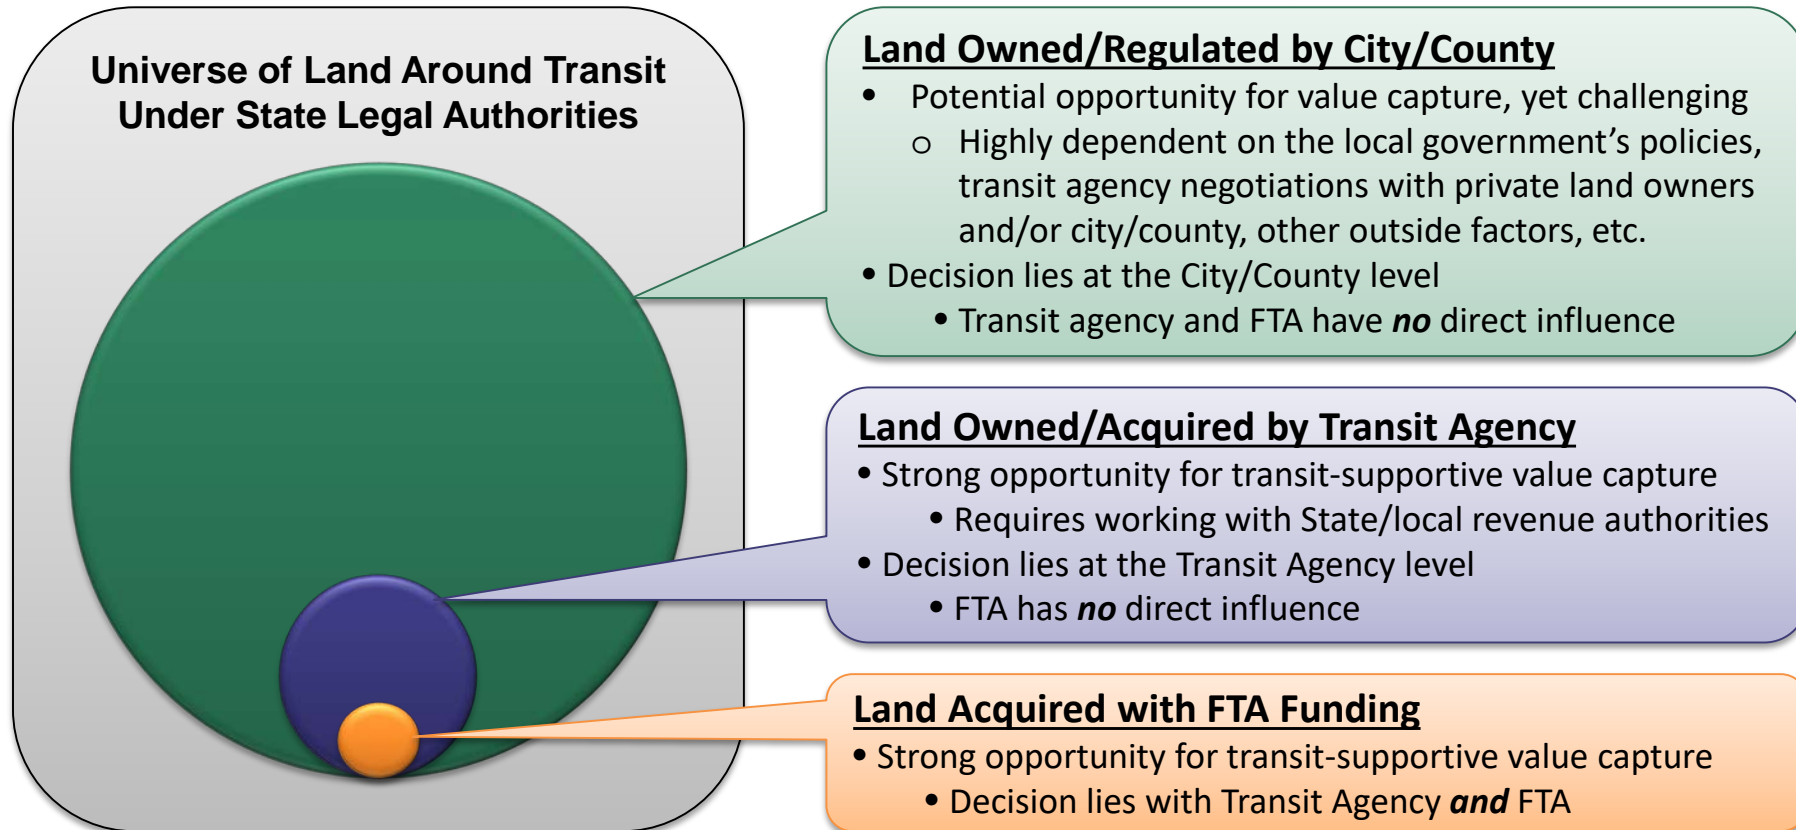 Universe of Land Around Transit
Under State Legal Authorities
Land Owned/Regulated by City/County
• Potential opportunity for value capture, yet challenging
o Highly dependent on the local government’s policies,
transit agency negotiations with private land owners
and/or city/county, other outside factors, etc.
• Decision lies at the City/County level
• Transit agency and FTA have no direct influence
Land Owned/Acquired by Transit Agency
• Strong opportunity for transit-supportive value capture
• Requires working with State/local revenue authorities
• Decision lies at the Transit Agency level
• FTA has no direct influence
Land Acquired with FTA Funding
• Strong opportunity for transit-supportive value capture
• Decision lies with Transit Agency and FTA